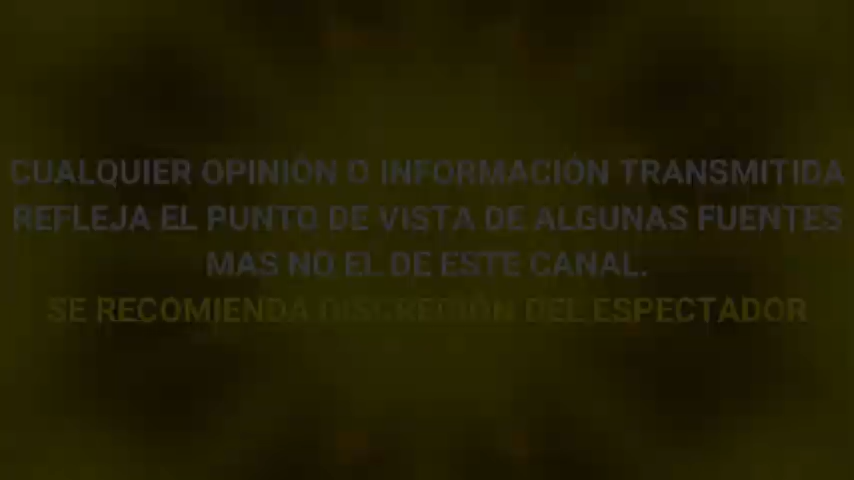 CUALQUIER OPINIÓN O INFORMACIÓN TRANSMITIDA
REFLEJA EL PUNTO DE VISTA DE ALGUNAS FUENTES
MAS NO EL DE ESTE CANAL.
SE RECOMIENDA DISCRECIÓN DEL ESPECTADOR